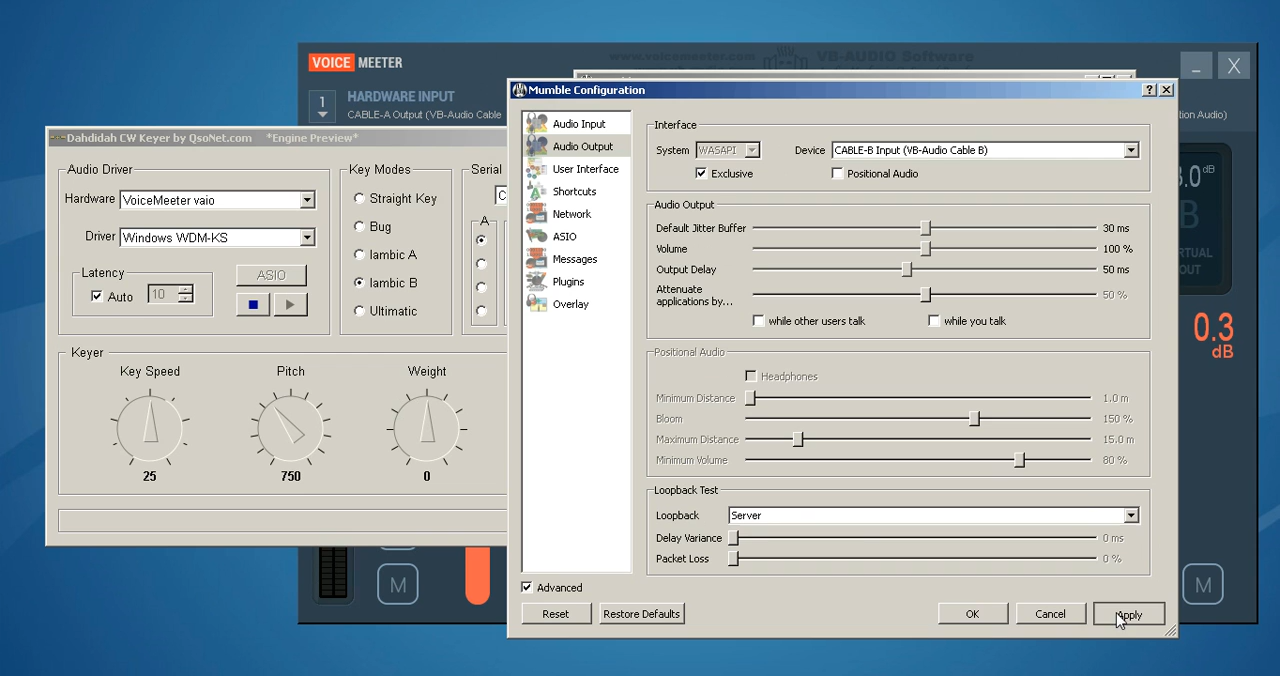 www.voicemeeter.com VB-AUDIO Software
VOICE MEETER
1 HARDWARE INPUT
CABLE-A Output (VB-Audio Cable
tion Audio)
Dahdidah CW Keyer by QsoNet.com *Engine Preview*
Audio Driver
Hardware VoiceMeeter vaio
Driver Windows WDM-KS
Latency
Auto 10
ASIO
Key Modes
Straight Key
Bug
Iambic A
Iambic B
Ultimatic
Serial
C
A
Keyer
Key Speed Pitch Weight
25 750 0
Mumble Configuration
Audio Input
Audio Output
User Interface
Shortcuts
Network
ASIO
Messages
Plugins
Overlay
Interface
System WASAPI Device CABLE-B Input (VB-Audio Cable B)
Exclusive Positional Audio
Audio Output
Default Jitter Buffer 30 ms
Volume 100 %
Output Delay 50 ms
Attenuate
applications by... 50 %
while other users talk while you talk
Positional Audio
Headphones
Minimum Distance 1.0 m
Bloom 150 %
Maximum Distance 15.0 m
Minimum Volume 80 %
Loopback Test
Loopback Server
Delay Variance 0 ms
Packet Loss 0 %
Advanced
Reset Restore Defaults OK Cancel Apply
3.0 dB
B
RTUAL
OUT
0.3
dB
M M